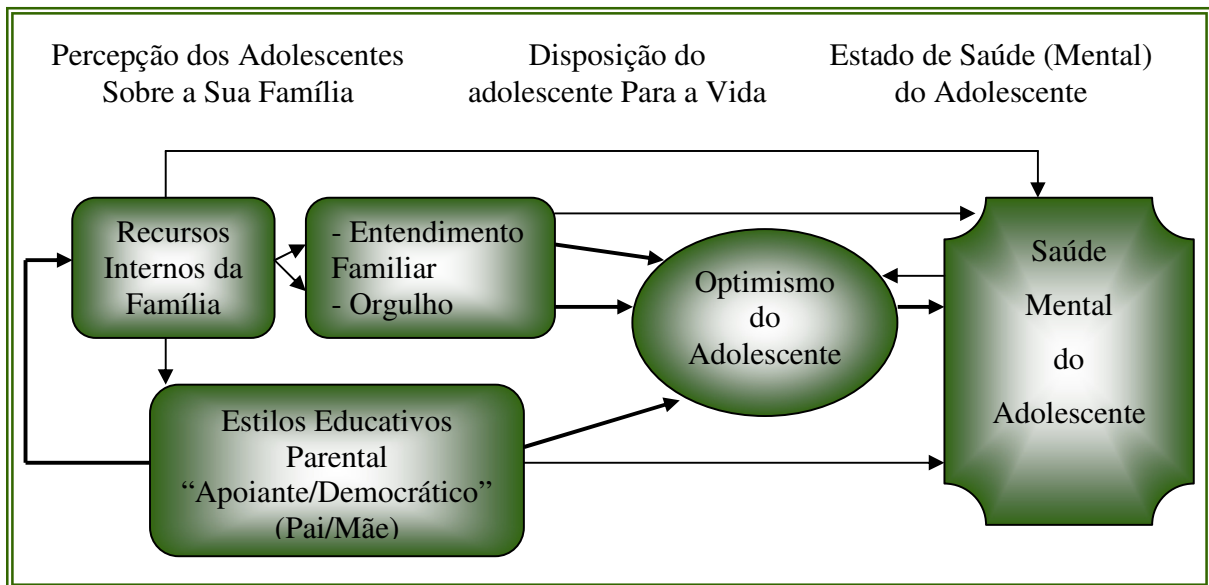 Percepção dos Adolescentes
Sobre a Sua Família
Disposição do
adolescente Para a Vida
Estado de Saúde (Mental)
do Adolescente
Recursos
Internos da
Família
- Entendimento
Familiar
- Orgulho
Optimismo
do
Adolescente
Saúde
Mental
do
Adolescente
Estilos Educativos
Parental
“Apoiante/Democrático”
(Pai/Mãe)